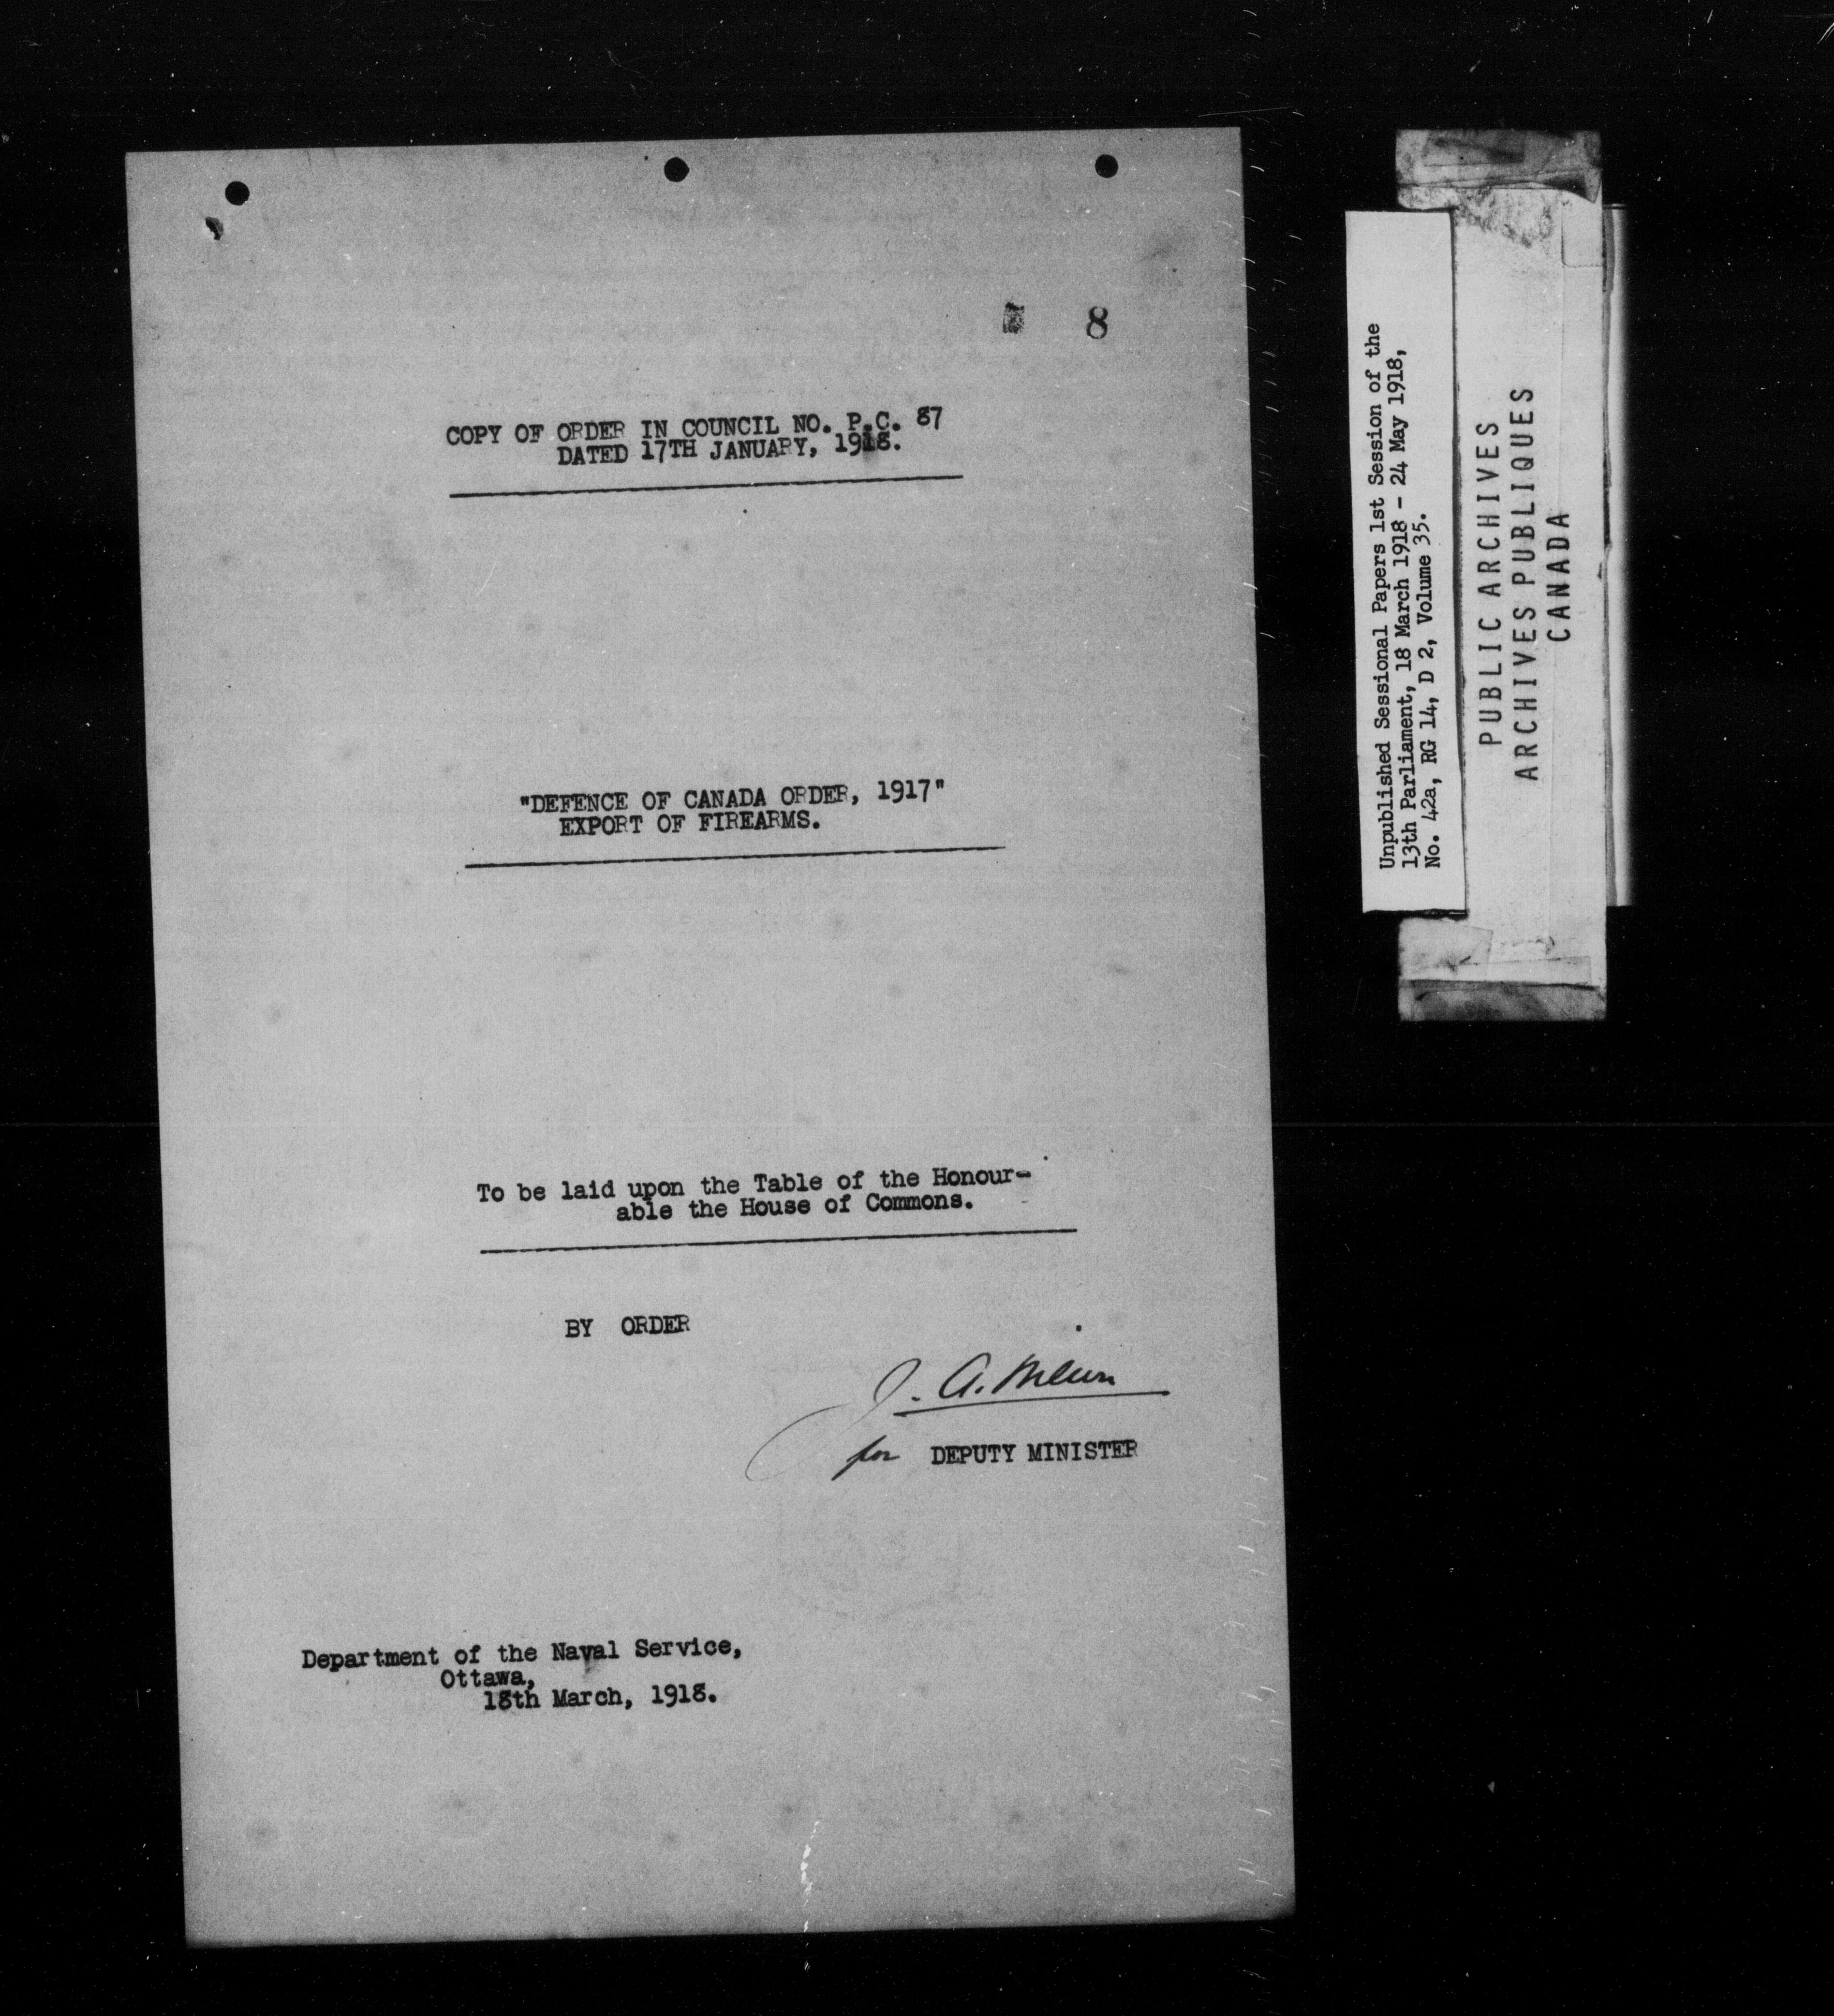 8
COPY OF ORDER IN COUNCIL NO. P.C. 87
DATED 17TH JANUARY, 1918.
"DEFENCE OF CANADA ORDER, 1917"
EXPORT OF FIREARMS.
To be laid upon the Table of the Honour-
able the House of Commons.
BY ORDER
J. A.
for DEPUTY MINISTER
Department of the Naval Service,
Ottawa,
18th March, 1918.
Unpublished Sessional Papers 1st Session of the
13th Parliament, 18 March 1918 - 24 May 1918,
No. 42a, RG 14, D 2, Volume 35.
PUBLIC ARCHIVES
ARCHIVES PUBLIQUES
CANADA